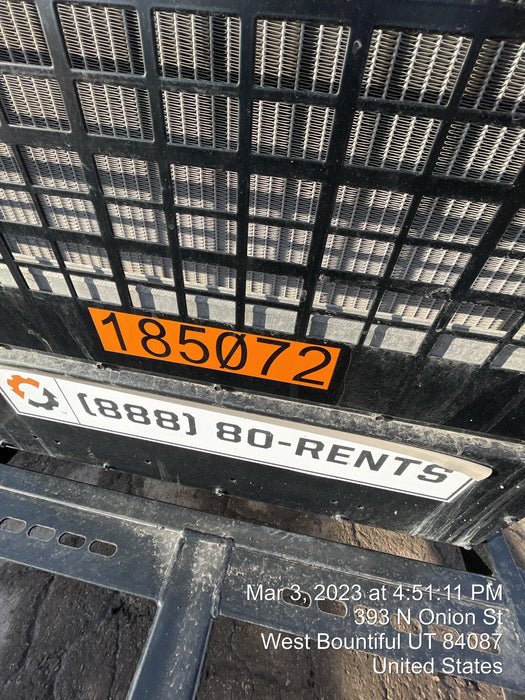 185072
(888) 80-RENTS
Mar 3, 2023 at 4:51:11 PM
393 N Onion St
West Bountiful UT 84087
United States